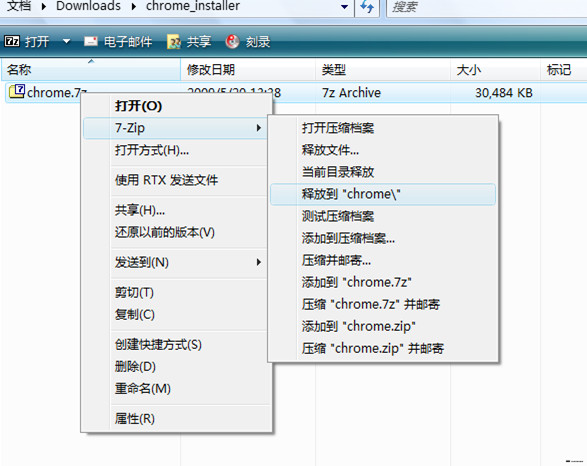 文档 Downloads chrome_installer 搜索
打开 电子邮件 共享 刻录
名称 修改日期 类型 大小 标记
chrome.7z 7z Archive 30,484 KB
打开(O)
7-Zip
打开方式(H)...
使用 RTX 发送文件
共享(H)...
还原以前的版本(V)
发送到(N)
剪切(T)
复制(C)
创建快捷方式(S)
删除(D)
重命名(M)
属性(R)
打开压缩档案
释放文件...
当前目录释放
释放到 "chrome\"
测试压缩档案
添加到压缩档案...
压缩并邮寄...
添加到 "chrome.7z"
压缩 "chrome.7z" 并邮寄
添加到 "chrome.zip"
压缩 "chrome.zip" 并邮寄